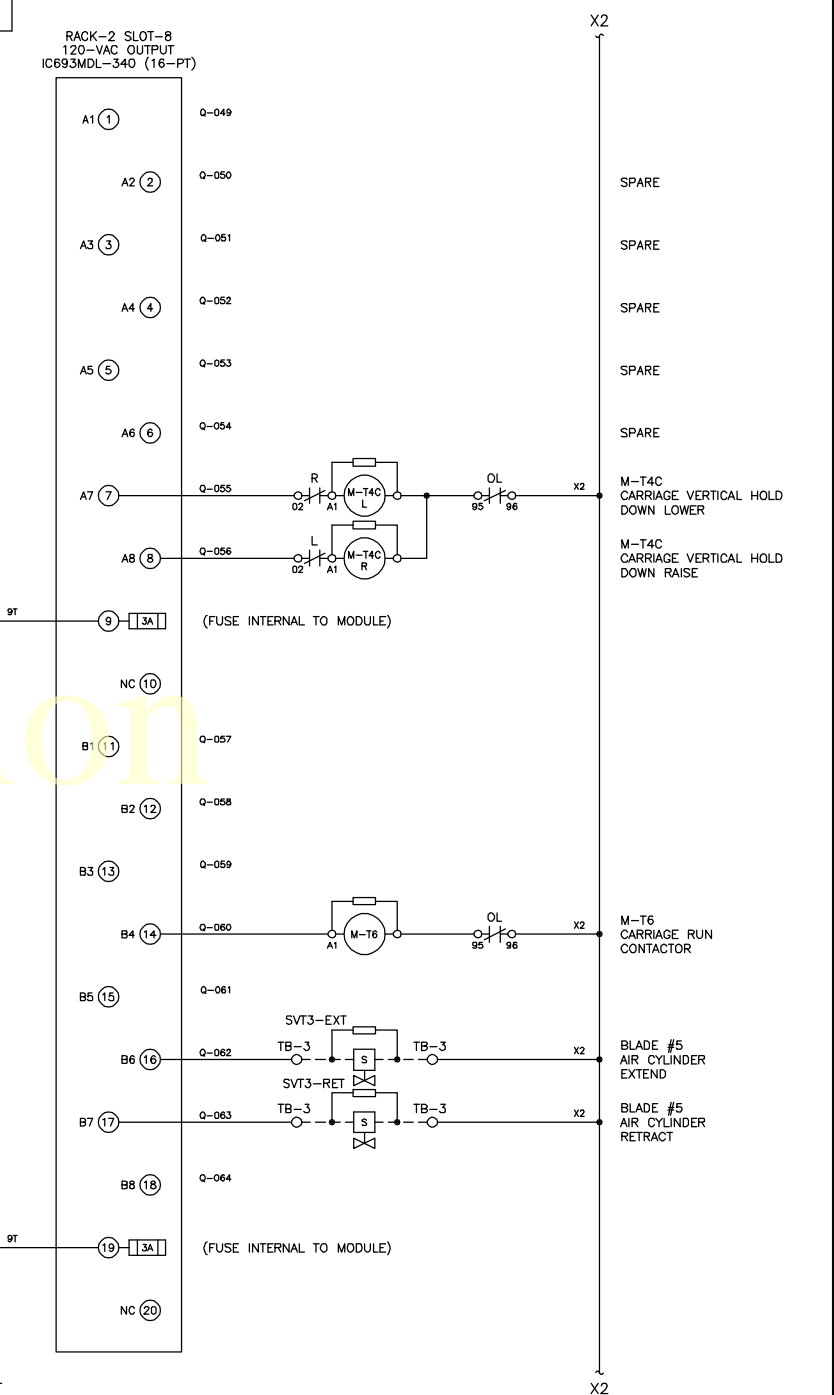 X2
RACK-2 SLOT-8
120-VAC OUTPUT
IC693MDL-340 (16-PT)
A1 1 Q-049
A2 2 Q-050 SPARE
A3 3 Q-051 SPARE
A4 4 Q-052 SPARE
A5 5 Q-053 SPARE
A6 6 Q-054 SPARE
A7 7 Q-055 R 02 A1 M-T4C L OL 95 96 X2
M-T4C
CARRIAGE VERTICAL HOLD
DOWN LOWER
A8 8 Q-056 L 02 A1 M-T4C R
M-T4C
CARRIAGE VERTICAL HOLD
DOWN RAISE
9T 9 3A (FUSE INTERNAL TO MODULE)
NC 10
on
B1 11 Q-057
B2 12 Q-058
B3 13 Q-059
B4 14 Q-060 A1 M-T6 OL 95 96 X2
M-T6
CARRIAGE RUN
CONTACTOR
B5 15 Q-061
SVT3-EXT
B6 16 Q-062 TB-3 S TB-3 X2
BLADE #5
AIR CYLINDER
EXTEND
SVT3-RET
B7 17 Q-063 TB-3 S TB-3 X2
BLADE #5
AIR CYLINDER
RETRACT
B8 18 Q-064
9T 19 3A (FUSE INTERNAL TO MODULE)
NC 20
X2